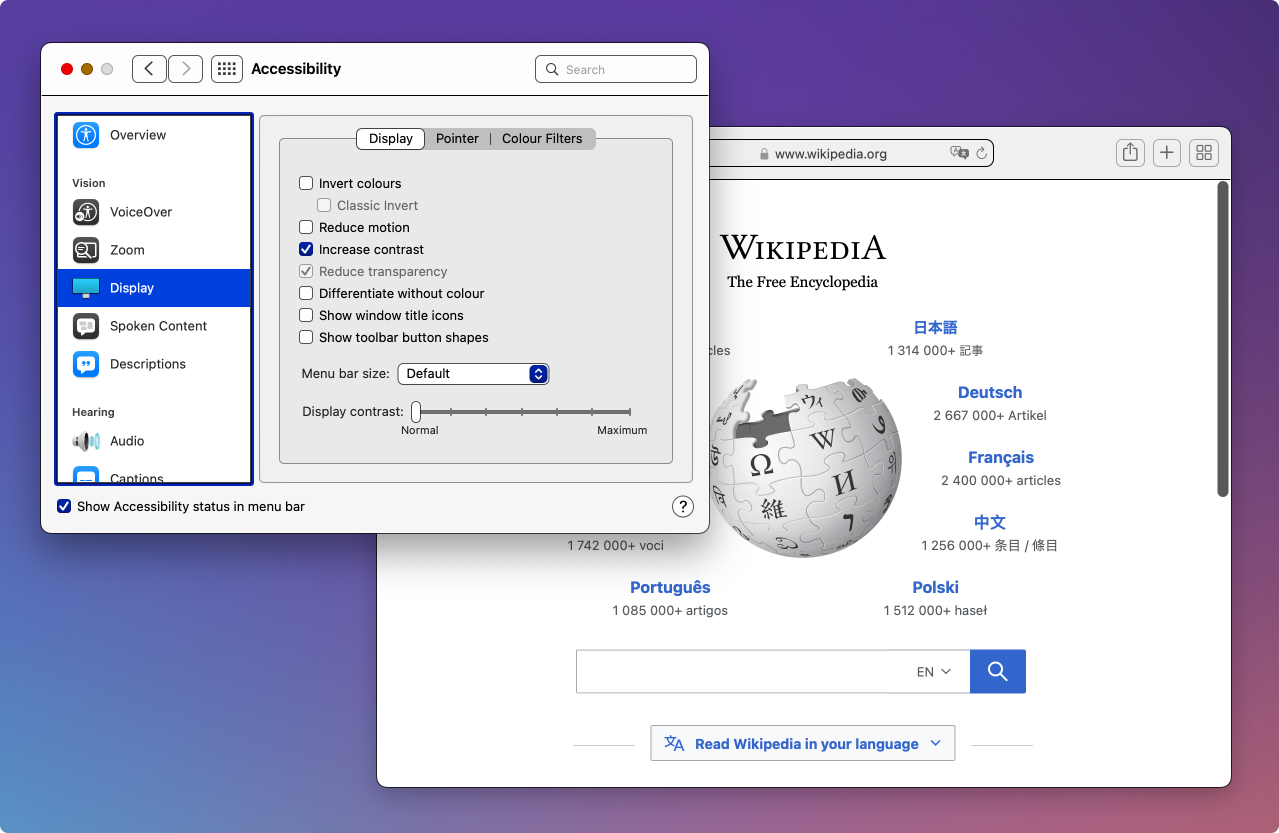 Accessibility
Search
Overview
Vision
VoiceOver
Zoom
Display
Spoken Content
Descriptions
Hearing
Audio
Captions
Display
Pointer
Colour Filters
Invert colours
Classic Invert
Reduce motion
Increase contrast
Reduce transparency
Differentiate without colour
Show window title icons
Show toolbar button shapes
Menu bar size: Default
Display contrast:
Normal
Maximum
Show Accessibility status in menu bar
?
www.wikipedia.org
WIKIPEDIA
The Free Encyclopedia
日本語
1 314 000+ 記事
Deutsch
2 667 000+ Artikel
Français
2 400 000+ articles
中文
1 256 000+ 条目 / 條目
1 742 000+ voci
Português
1 085 000+ artigos
Polski
1 512 000+ haseł
Ω
W
И
維
EN
Read Wikipedia in your language